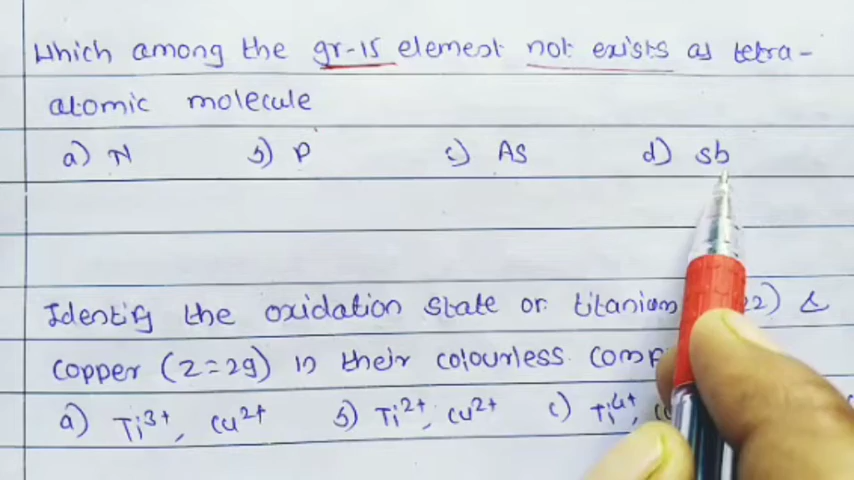 Which among the gr-15 element not exists as tetra-
atomic molecule
a) N b) P c) As d) sb
Identify the oxidation state on titanium 22) &
copper (Z=29) in their colourless comp
a) Ti3+, Cu2+ b) Ti2+, Cu2+ c) Ti4+,